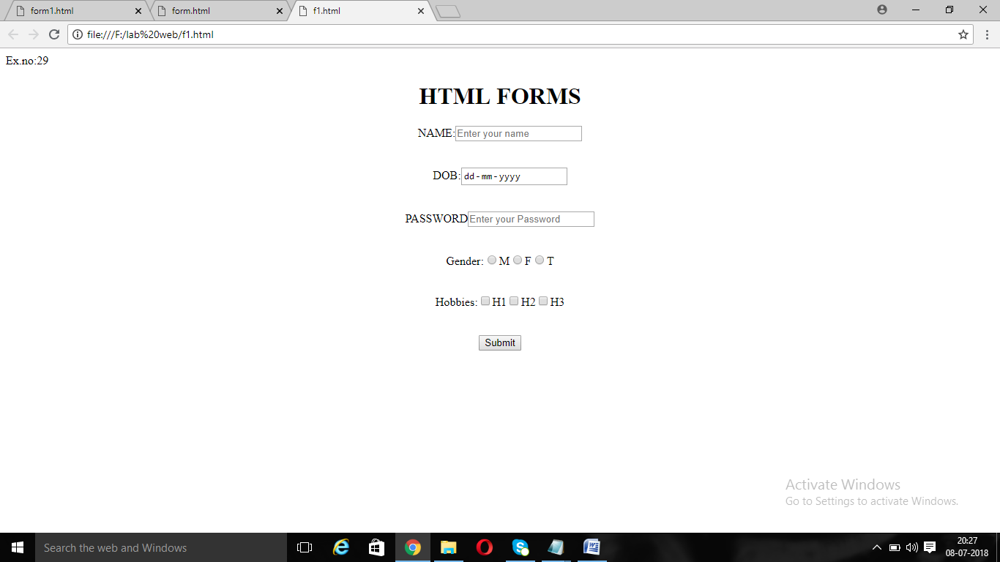 form1.html
form.html
f1.html
file:///F:/lab%20web/f1.html
Ex.no:29
HTML FORMS
NAME:Enter your name
DOB:dd-mm-yyyy
PASSWORDEnter your Password
Gender: M F T
Hobbies: H1 H2 H3
Submit
Activate Windows
Go to Settings to activate Windows.
Search the web and Windows
20:27
08-07-2018